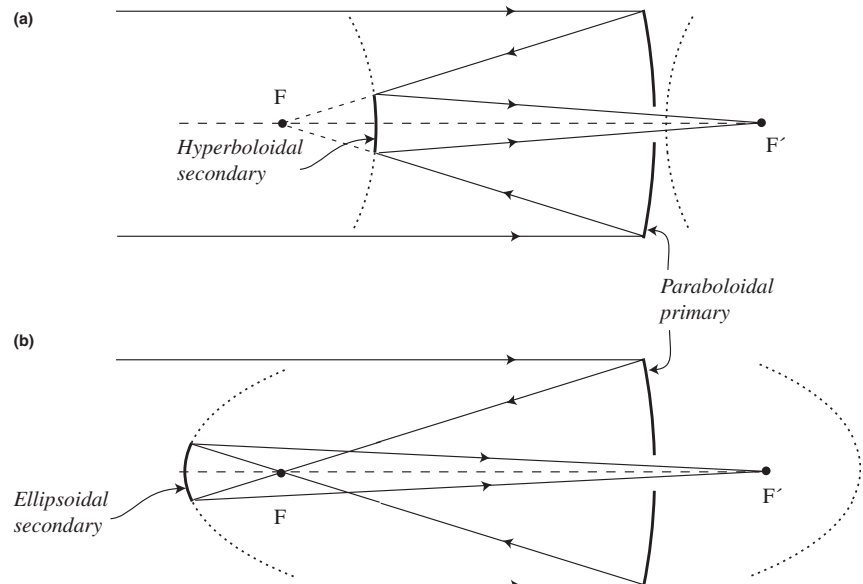 (a)
F
F´
Hyperboloidal
secondary
Paraboloidal
primary
(b)
F
F´
Ellipsoidal
secondary